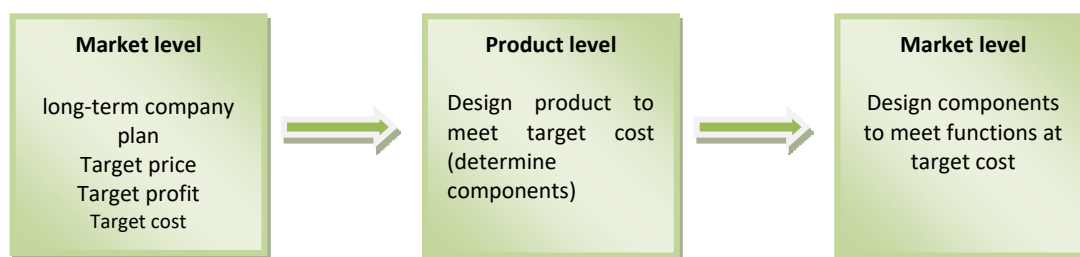 Market level
long-term company
plan
Target price
Target profit
Target cost
Product level
Design product to
meet target cost
(determine
components)
Market level
Design components
to meet functions at
target cost